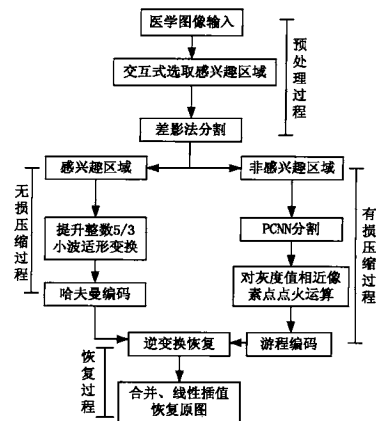 医学图像输入
交互式选取感兴趣区域
差影法分割
预处理过程
感兴趣区域
非感兴趣区域
无损压缩过程
提升整数5/3
小波适形变换
哈夫曼编码
PCNN分割
对灰度值相近像
素点点火运算
游程编码
有损压缩过程
逆变换恢复
合并、线性插值
恢复原图
恢复过程